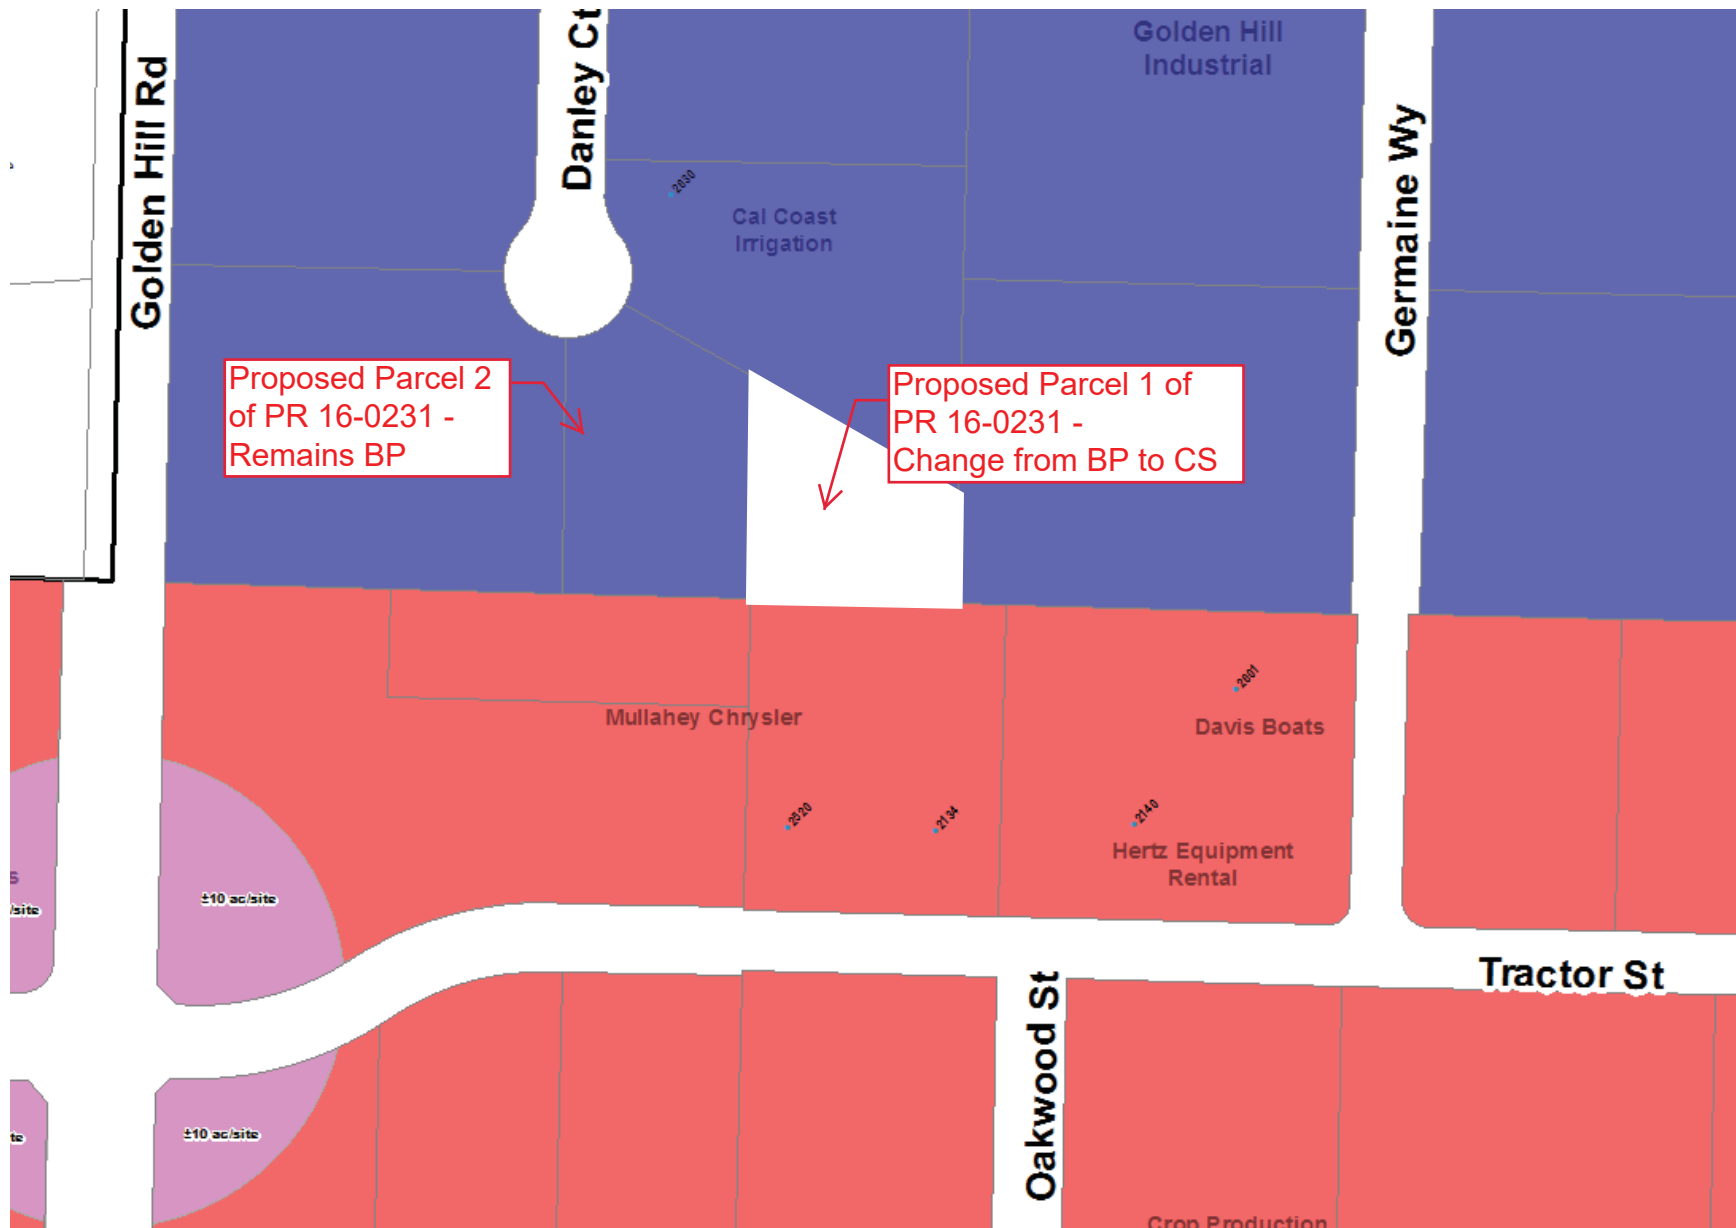 Golden Hill
Industrial
Danley Ct
Golden Hill Rd
Germaine Wy
2030
Cal Coast
Irrigation
Proposed Parcel 2
of PR 16-0231 -
Remains BP
Proposed Parcel 1 of
PR 16-0231 -
Change from BP to CS
2001
Mullahey Chrysler
Davis Boats
2520
2134
2140
Hertz Equipment
Rental
s
±10 ac/site
/site
Tractor St
Oakwood St
±10 ac/site
te
Crop Production